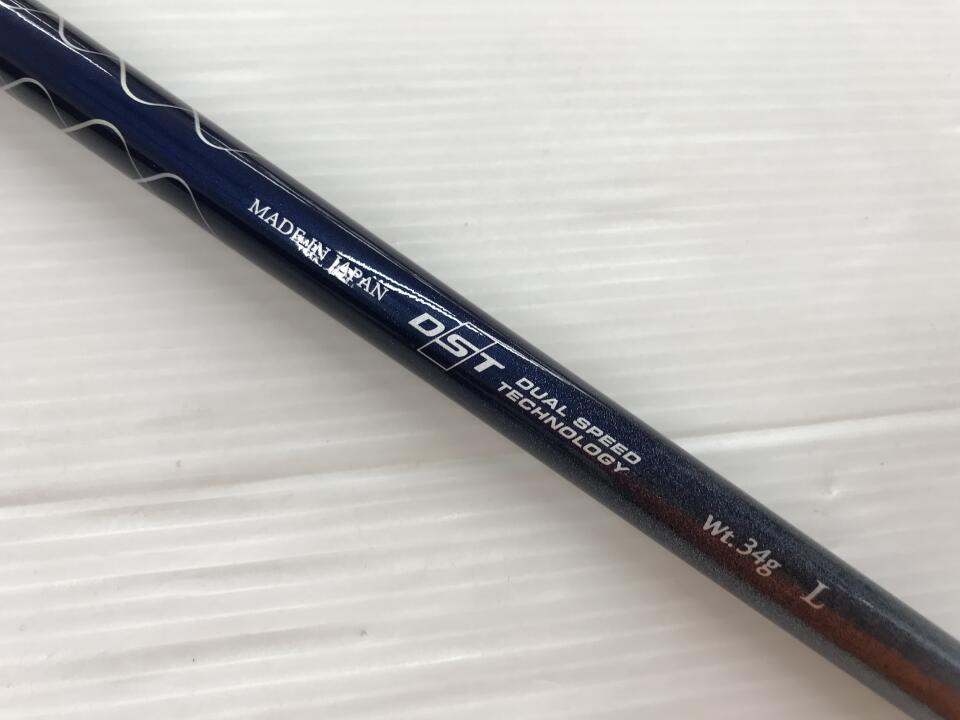 MADE IN JAPAN
DST
DUAL SPEED
TECHNOLOGY
Wt.34g L